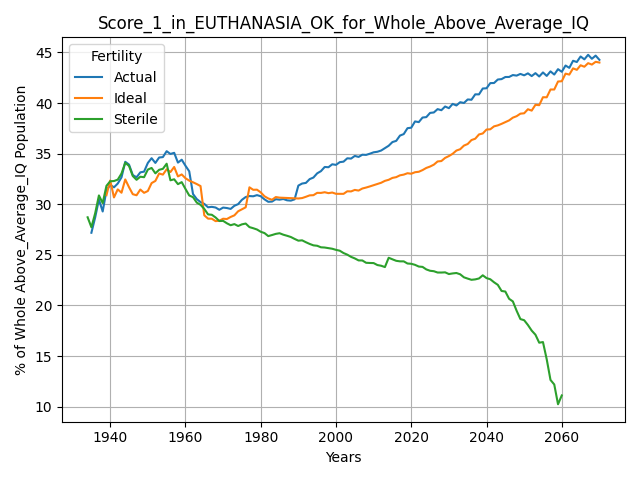 Score_1_in_EUTHANASIA_OK_for_Whole_Above_Average_IQ
Fertility
Actual
Ideal
Sterile
% of Whole Above_Average_IQ Population
45
40
35
30
25
20
15
10
1940 1960 1980 2000 2020 2040 2060
Years